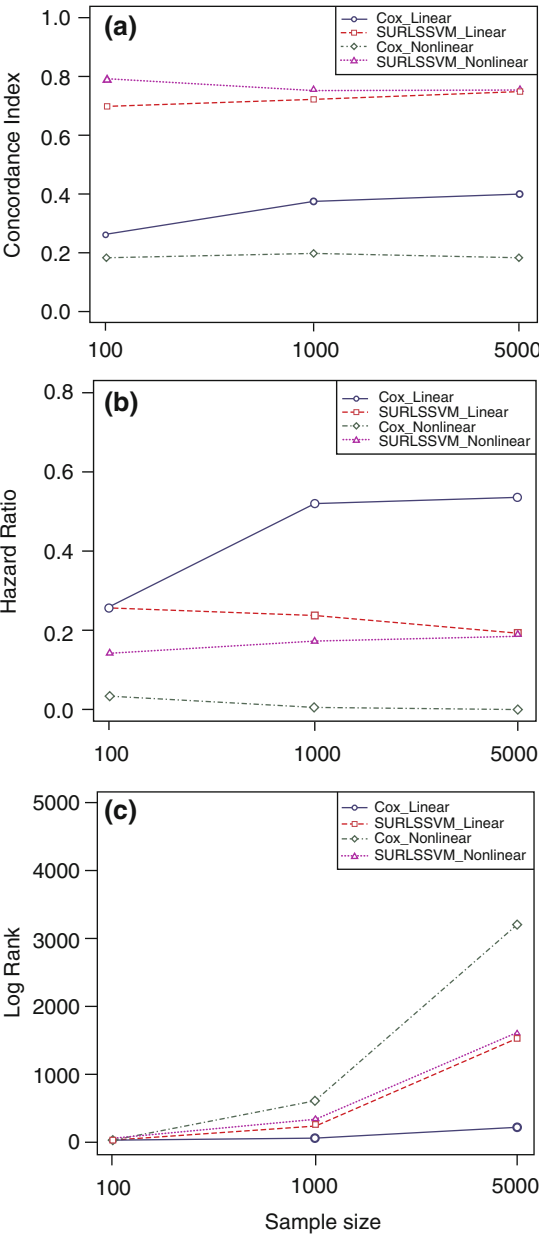 (a)
Cox_Linear
SURLSSVM_Linear
Cox_Nonlinear
SURLSSVM_Nonlinear
Concordance Index
1.0
0.8
0.6
0.4
0.2
0.0
100
1000
5000
(b)
Cox_Linear
SURLSSVM_Linear
Cox_Nonlinear
SURLSSVM_Nonlinear
Hazard Ratio
0.8
0.6
0.4
0.2
0.0
100
1000
5000
(c)
Cox_Linear
SURLSSVM_Linear
Cox_Nonlinear
SURLSSVM_Nonlinear
Log Rank
5000
4000
3000
2000
1000
0
100
1000
5000
Sample size